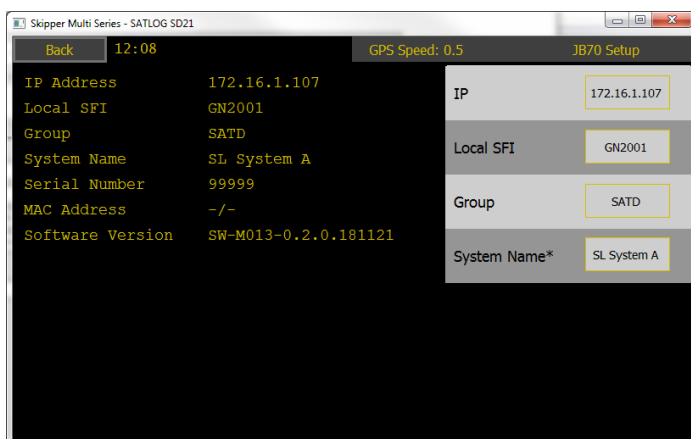 Skipper Multi Series - SATLOG SD21
Back 12:08 GPS Speed: 0.5 JB70 Setup
IP Address 172.16.1.107
Local SFI GN2001
Group SATD
System Name SL System A
Serial Number 99999
MAC Address -/-
Software Version SW-M013-0.2.0.181121
IP 172.16.1.107
Local SFI GN2001
Group SATD
System Name* SL System A